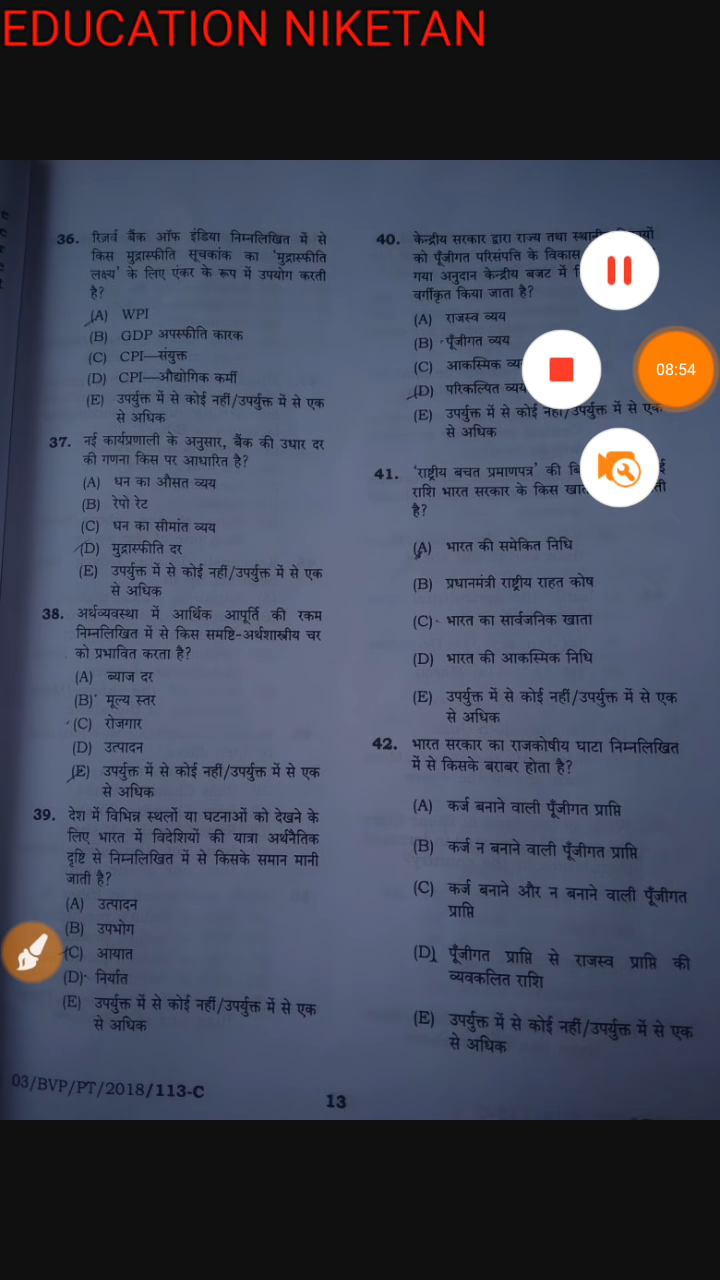 EDUCATION NIKETAN
36. रिज़र्व बैंक ऑफ इंडिया निम्नलिखित में से
किस मुद्रास्फीति सूचकांक का 'मुद्रास्फीति
लक्ष्य' के लिए एंकर के रूप में उपयोग करती
है?
(A) WPI
(B) GDP अपस्फीति कारक
(C) CPI—संयुक्त
(D) CPI—औद्योगिक कर्मी
(E) उपर्युक्त में से कोई नहीं/उपर्युक्त में से एक
से अधिक
37. नई कार्यप्रणाली के अनुसार, बैंक की उधार दर
की गणना किस पर आधारित है?
(A) धन का औसत व्यय
(B) रेपो रेट
(C) धन का सीमांत व्यय
(D) मुद्रास्फीति दर
(E) उपर्युक्त में से कोई नहीं/उपर्युक्त में से एक
से अधिक
38. अर्थव्यवस्था में आर्थिक आपूर्ति की रकम
निम्नलिखित में से किस समष्टि-अर्थशास्त्रीय चर
को प्रभावित करता है?
(A) ब्याज दर
(B) मूल्य स्तर
(C) रोजगार
(D) उत्पादन
(E) उपर्युक्त में से कोई नहीं/उपर्युक्त में से एक
से अधिक
39. देश में विभिन्न स्थलों या घटनाओं को देखने के
लिए भारत में विदेशियों की यात्रा अर्थनैतिक
दृष्टि से निम्नलिखित में से किसके समान मानी
जाती है?
(A) उत्पादन
(B) उपभोग
(C) आयात
(D) निर्यात
(E) उपर्युक्त में से कोई नहीं/उपर्युक्त में से एक
से अधिक
40. केन्द्रीय सरकार द्वारा राज्य तथा
को पूँजीगत परिसंपत्ति के विकास
गया अनुदान केन्द्रीय बजट में
वर्गीकृत किया जाता है?
(A) राजस्व व्यय
(B) पूँजीगत व्यय
(C) आकस्मिक
(D) परिकल्पित व्यय
(E) उपर्युक्त में से कोई नहीं/उपर्युक्त में से एक
से अधिक
41. 'राष्ट्रीय बचत प्रमाणपत्र' की
राशि भारत सरकार के किस
है?
(A) भारत की समेकित निधि
(B) प्रधानमंत्री राष्ट्रीय राहत कोष
(C) भारत का सार्वजनिक खाता
(D) भारत की आकस्मिक निधि
(E) उपर्युक्त में से कोई नहीं/उपर्युक्त में से एक
से अधिक
42. भारत सरकार का राजकोषीय घाटा निम्नलिखित
में से किसके बराबर होता है?
(A) कर्ज बनाने वाली पूँजीगत प्राप्ति
(B) कर्ज न बनाने वाली पूँजीगत प्राप्ति
(C) कर्ज बनाने और न बनाने वाली पूँजीगत
प्राप्ति
(D) पूँजीगत प्राप्ति से राजस्व प्राप्ति की
व्यवकलित राशि
(E) उपर्युक्त में से कोई नहीं/उपर्युक्त में से एक
से अधिक
08:54
03/BVP/PT/2018/113-C
13